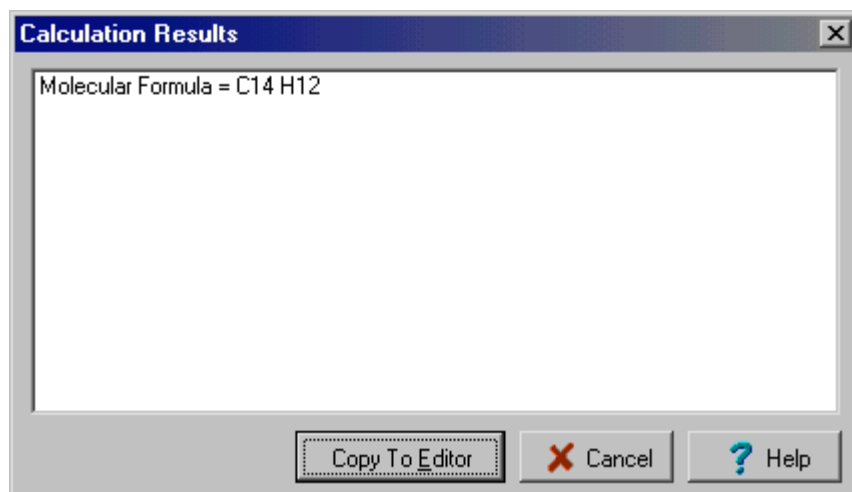 Calculation Results
Molecular Formula = C14 H12
Copy To Editor
Cancel
? Help